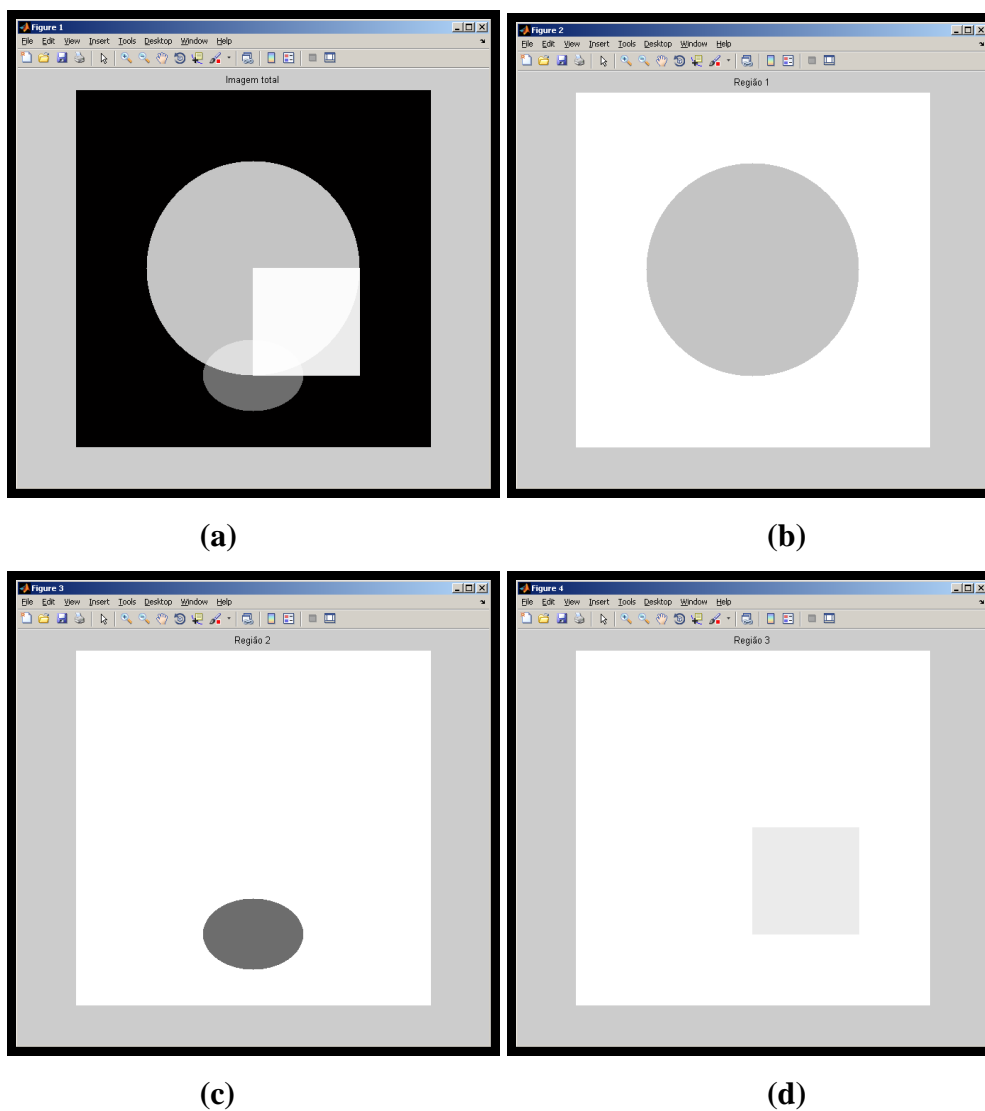 Figure 1
File Edit View Insert Tools Desktop Window Help
Imagem total
Figure 2
File Edit View Insert Tools Desktop Window Help
Região 1
(a)
(b)
Figure 3
File Edit View Insert Tools Desktop Window Help
Região 2
Figure 4
File Edit View Insert Tools Desktop Window Help
Região 3
(c)
(d)